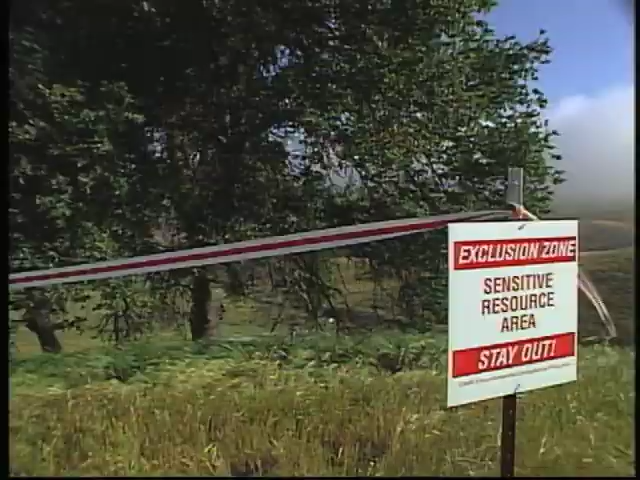 EXCLUSION ZONE
SENSITIVE
RESOURCE
AREA
STAY OUT!